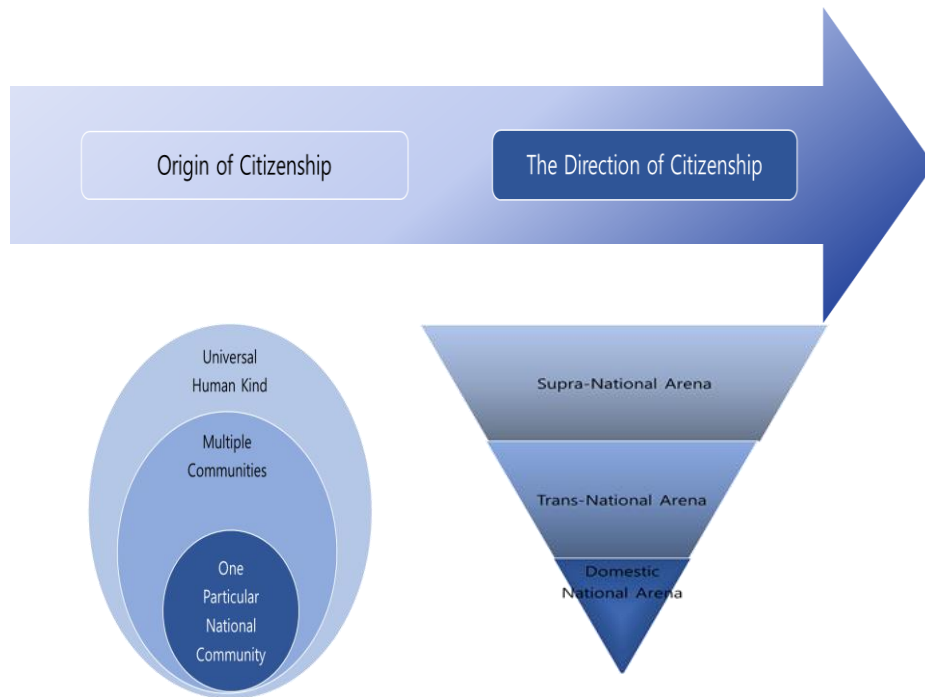 Origin of Citizenship
The Direction of Citizenship
Universal
Human Kind
Multiple
Communities
One
Particular
National
Community
Supra-National Arena
Trans-National Arena
Domestic
National Arena